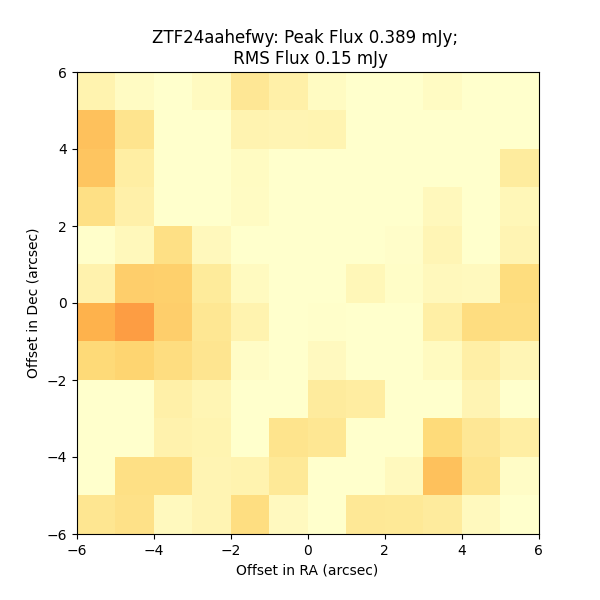 ZTF24aahefwy: Peak Flux 0.389 mJy;
RMS Flux 0.15 mJy
6
4
2
0
−2
−4
−6
Offset in Dec (arcsec)
−6 −4 −2 0 2 4 6
Offset in RA (arcsec)